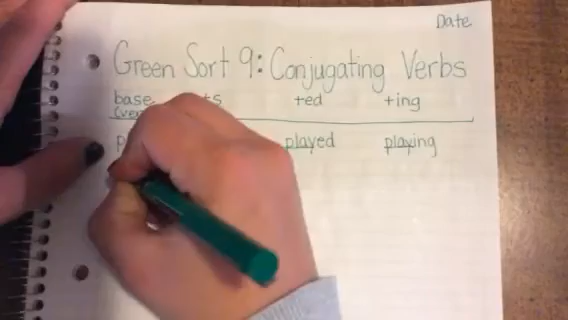 Date
Green Sort 9: Conjugating Verbs
base +s +ed +ing
played playing